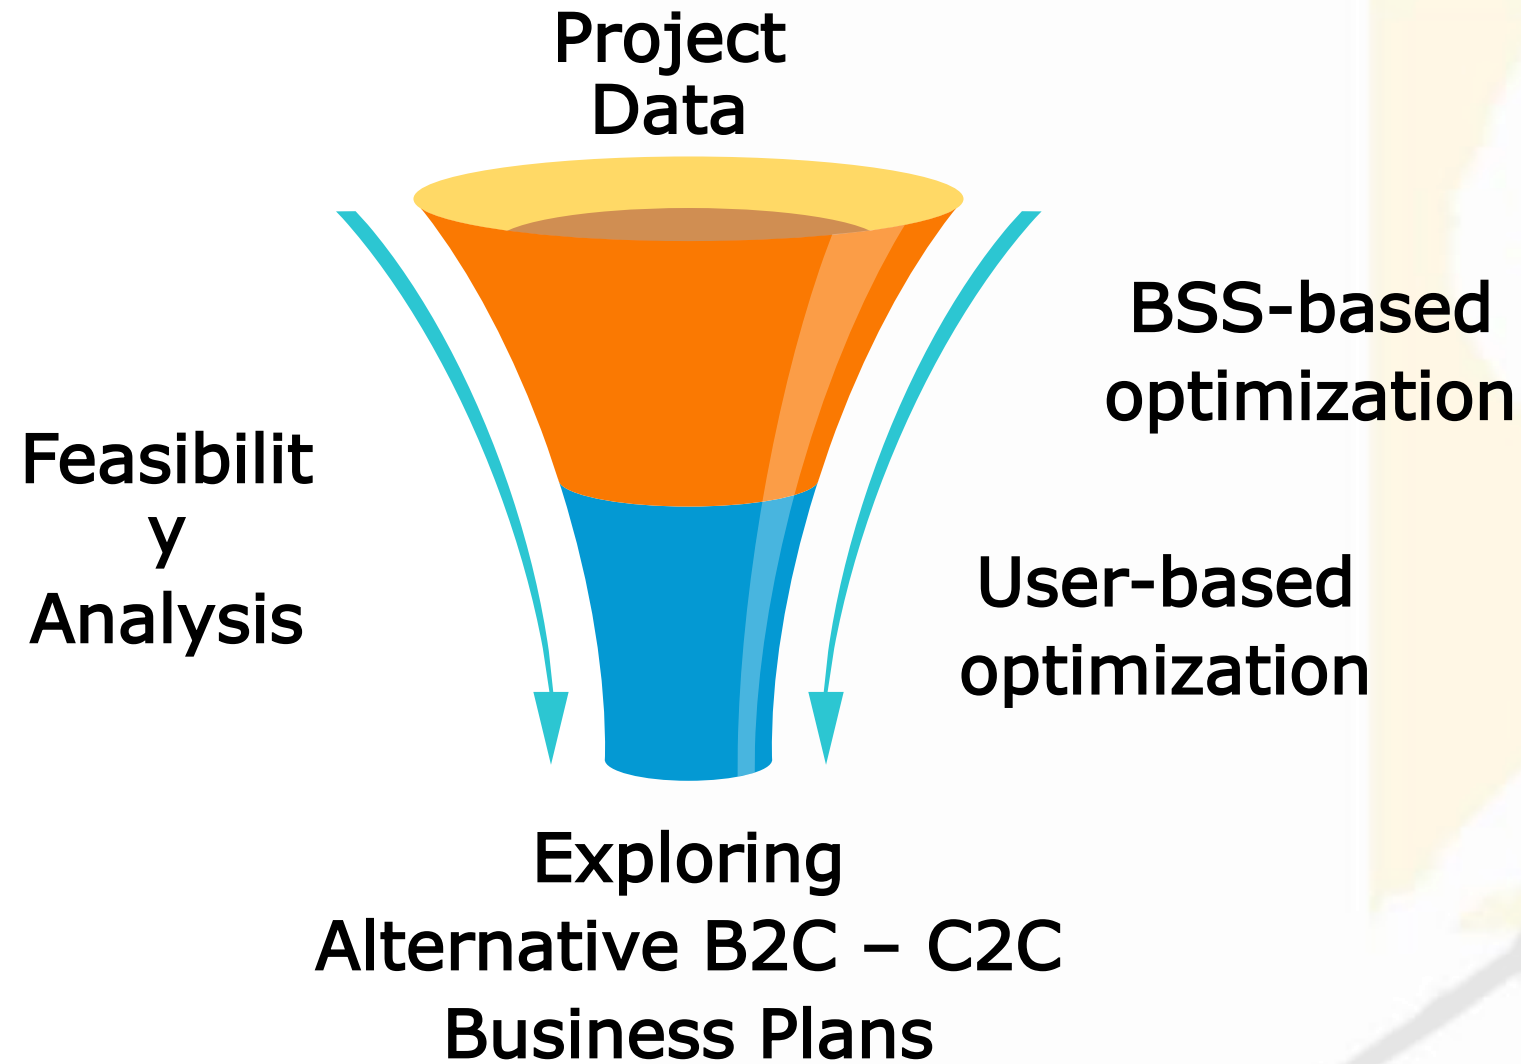 Project
Data
BSS-based
optimization
Feasibilit
y
Analysis
User-based
optimization
Exploring
Alternative B2C – C2C
Business Plans